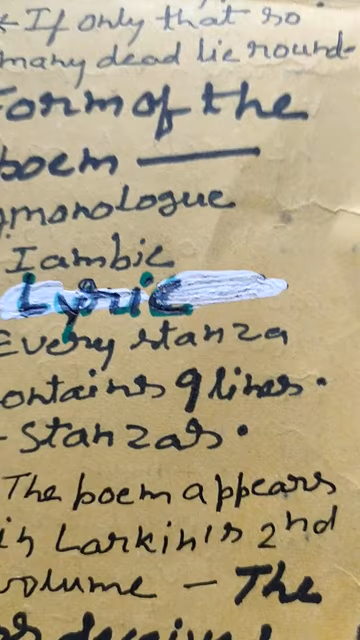 - If only that so
many dead lie round.
Form of the
poem —
monologue
Iambic
Lyric
Every stanza
contains 9 lines.
- Stanzas.
The poem appears
in Larkin's 2nd
volume - The